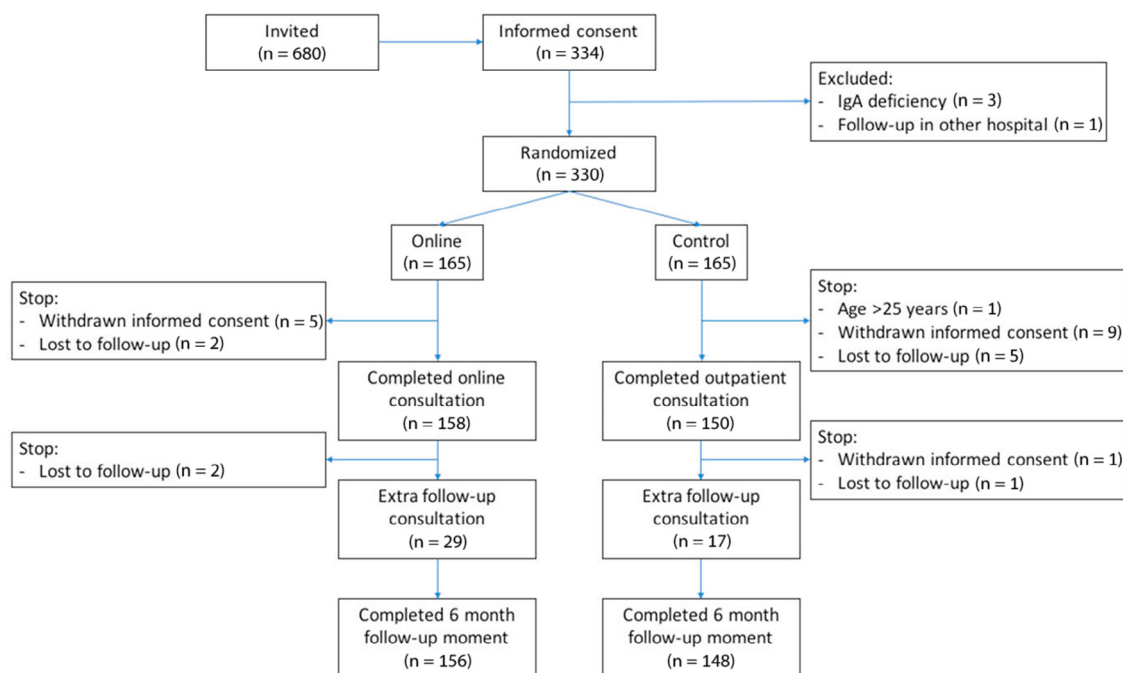 Invited
(n = 680)
Informed consent
(n = 334)
Excluded:
- IgA deficiency (n = 3)
- Follow-up in other hospital (n = 1)
Randomized
(n = 330)
Online
(n = 165)
Control
(n = 165)
Stop:
- Withdrawn informed consent (n = 5)
- Lost to follow-up (n = 2)
Stop:
- Age >25 years (n = 1)
- Withdrawn informed consent (n = 9)
- Lost to follow-up (n = 5)
Completed online
consultation
(n = 158)
Completed outpatient
consultation
(n = 150)
Stop:
- Lost to follow-up (n = 2)
Stop:
- Withdrawn informed consent (n = 1)
- Lost to follow-up (n = 1)
Extra follow-up
consultation
(n = 29)
Extra follow-up
consultation
(n = 17)
Completed 6 month
follow-up moment
(n = 156)
Completed 6 month
follow-up moment
(n = 148)